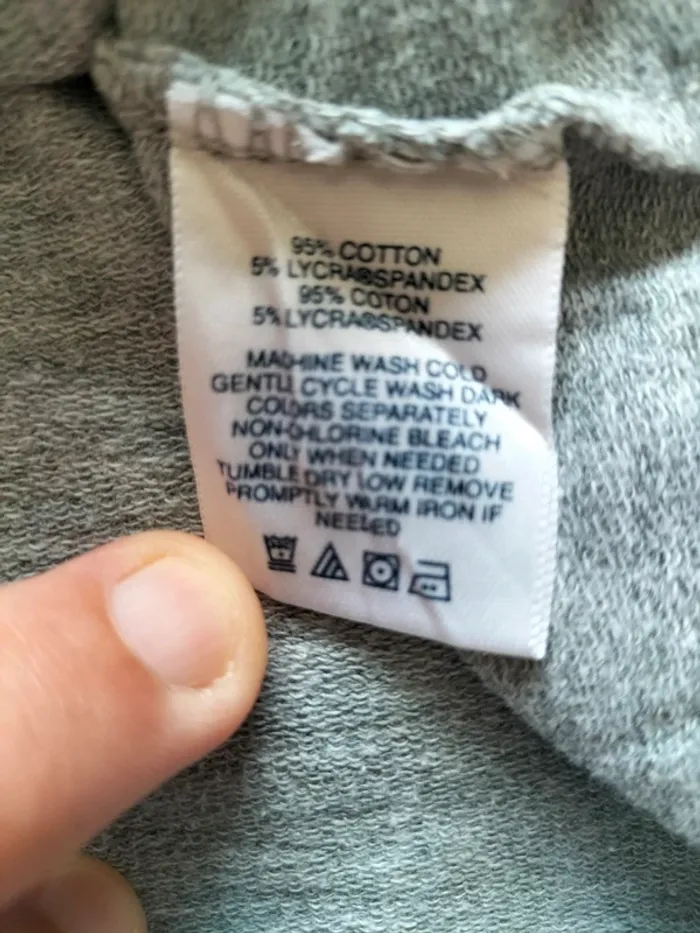 95% COTTON
5% LYCRA®SPANDEX
95% COTON
5% LYCRA®SPANDEX
MACHINE WASH COLD
GENTLE CYCLE WASH DARK
COLORS SEPARATELY
NON-CHLORINE BLEACH
ONLY WHEN NEEDED
TUMBLE DRY LOW REMOVE
PROMPTLY WARM IRON IF
NEEDED